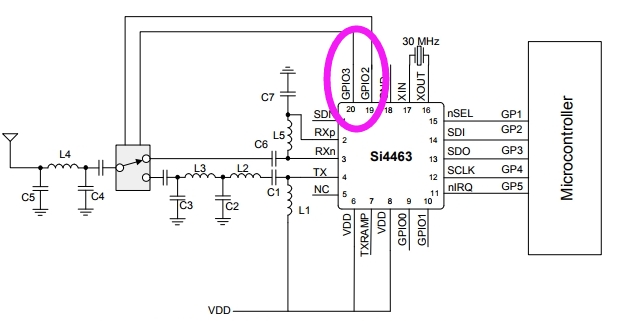 30 MHz
GPIO3
GPIO2
XIN
XOUT
20
19
18
17
16
C7
SDN
1
L5
RXp
2
C6
RXn
3
TX
4
NC
5
L4
L3
L2
C1
L1
C5
C4
C3
C2
Si4463
15
nSEL
GP1
14
SDI
GP2
13
SDO
GP3
12
SCLK
GP4
11
nIRQ
GP5
Microcontroller
6
7
8
9
10
VDD
TXRAMP
VDD
GPIO0
GPIO1
VDD